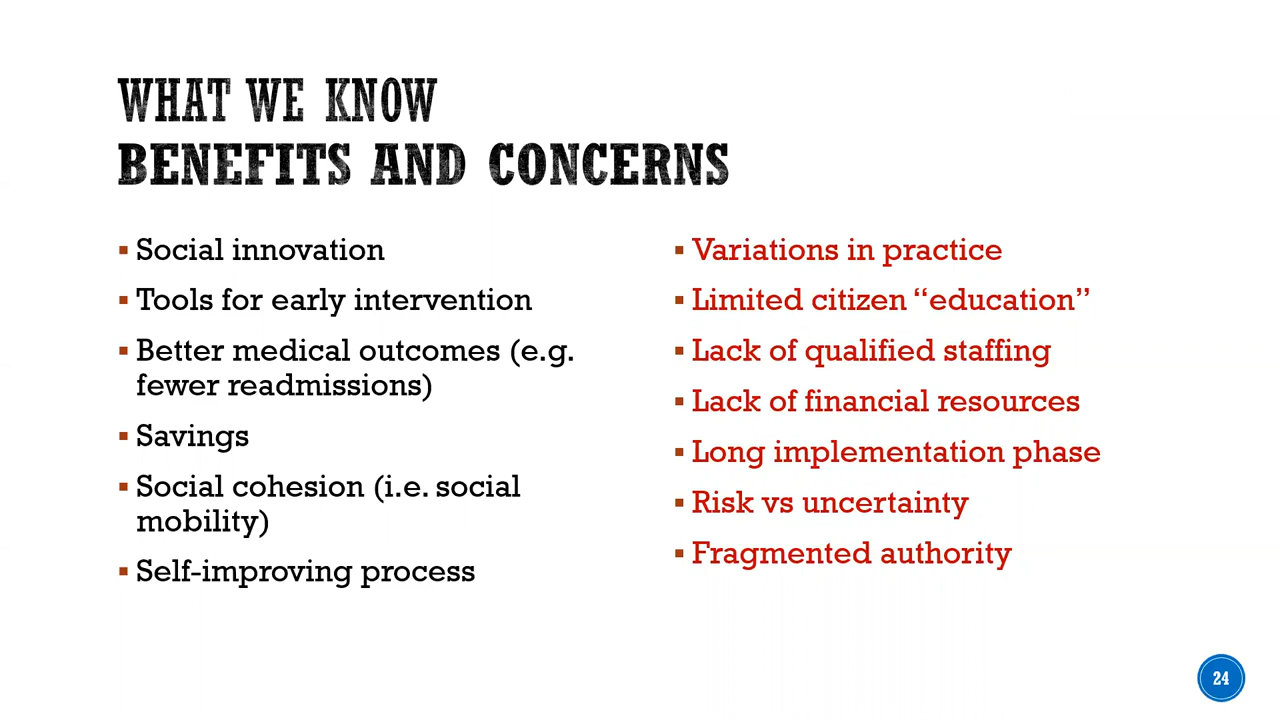 WHAT WE KNOW
BENEFITS AND CONCERNS
▪ Social innovation
▪ Tools for early intervention
▪ Better medical outcomes (e.g.
fewer readmissions)
▪ Savings
▪ Social cohesion (i.e. social
mobility)
▪ Self-improving process
▪ Variations in practice
▪ Limited citizen “education”
▪ Lack of qualified staffing
▪ Lack of financial resources
▪ Long implementation phase
▪ Risk vs uncertainty
▪ Fragmented authority
24